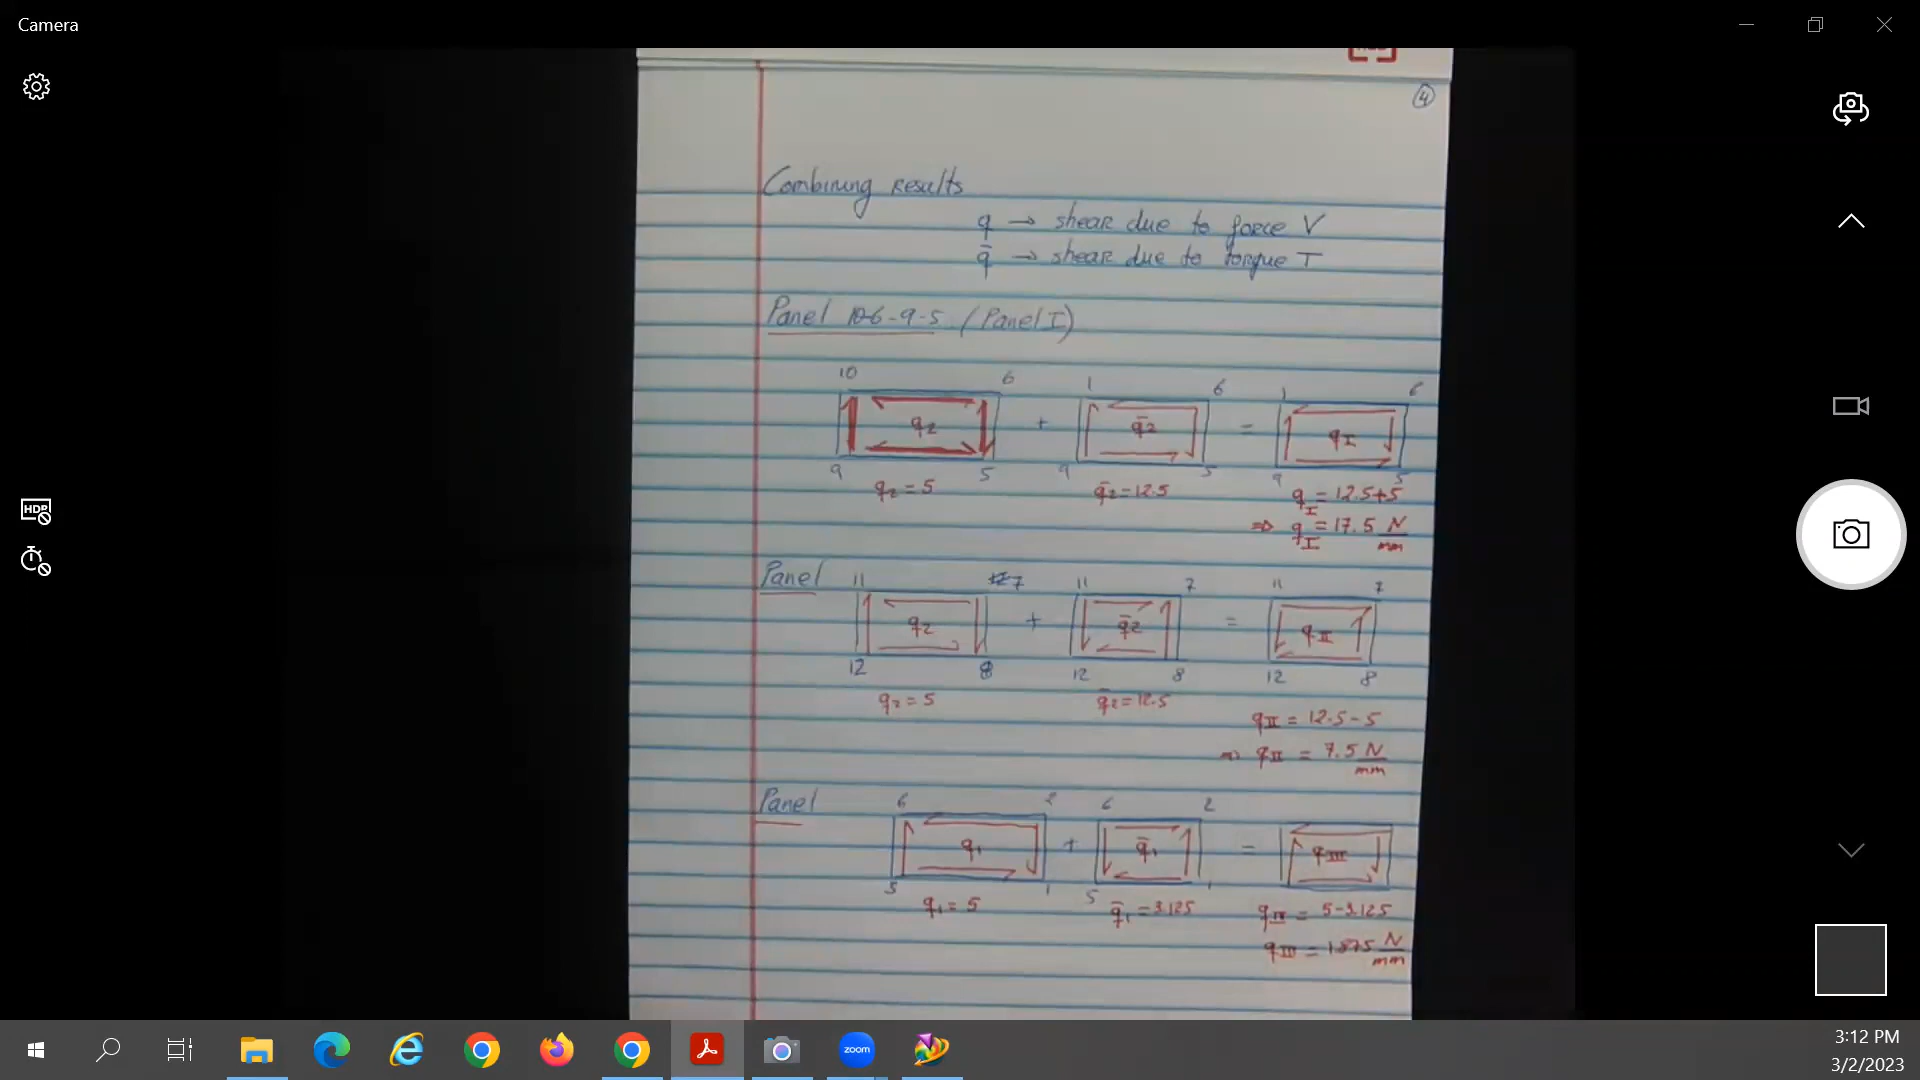 Camera
4
Combining results
q → shear due to force V
q̄ → shear due to torque T
Panel 10-6-9-5 (Panel I)
10 6 1 6 1 6
q2 + q̄2 = qI
9 5 9 5 9 5
q2 = 5 q̄2 = 12.5 qI = 12.5+5
⇒ qI = 17.5 N/mm
Panel 11 7 11 7 11 7
q2 + q̄2 = qII
12 8 12 8 12 8
q2 = 5 q̄2 = 12.5 qII = 12.5 - 5
⇒ qII = 7.5 N/mm
Panel 6 2 6 2
q1 + q̄1 = qIII
5 1 5 1
q1 = 5 q̄1 = 3.125 qIII = 5 - 3.125
qIII = 1.875 N/mm
HDR
zoom
3:12 PM
3/2/2023